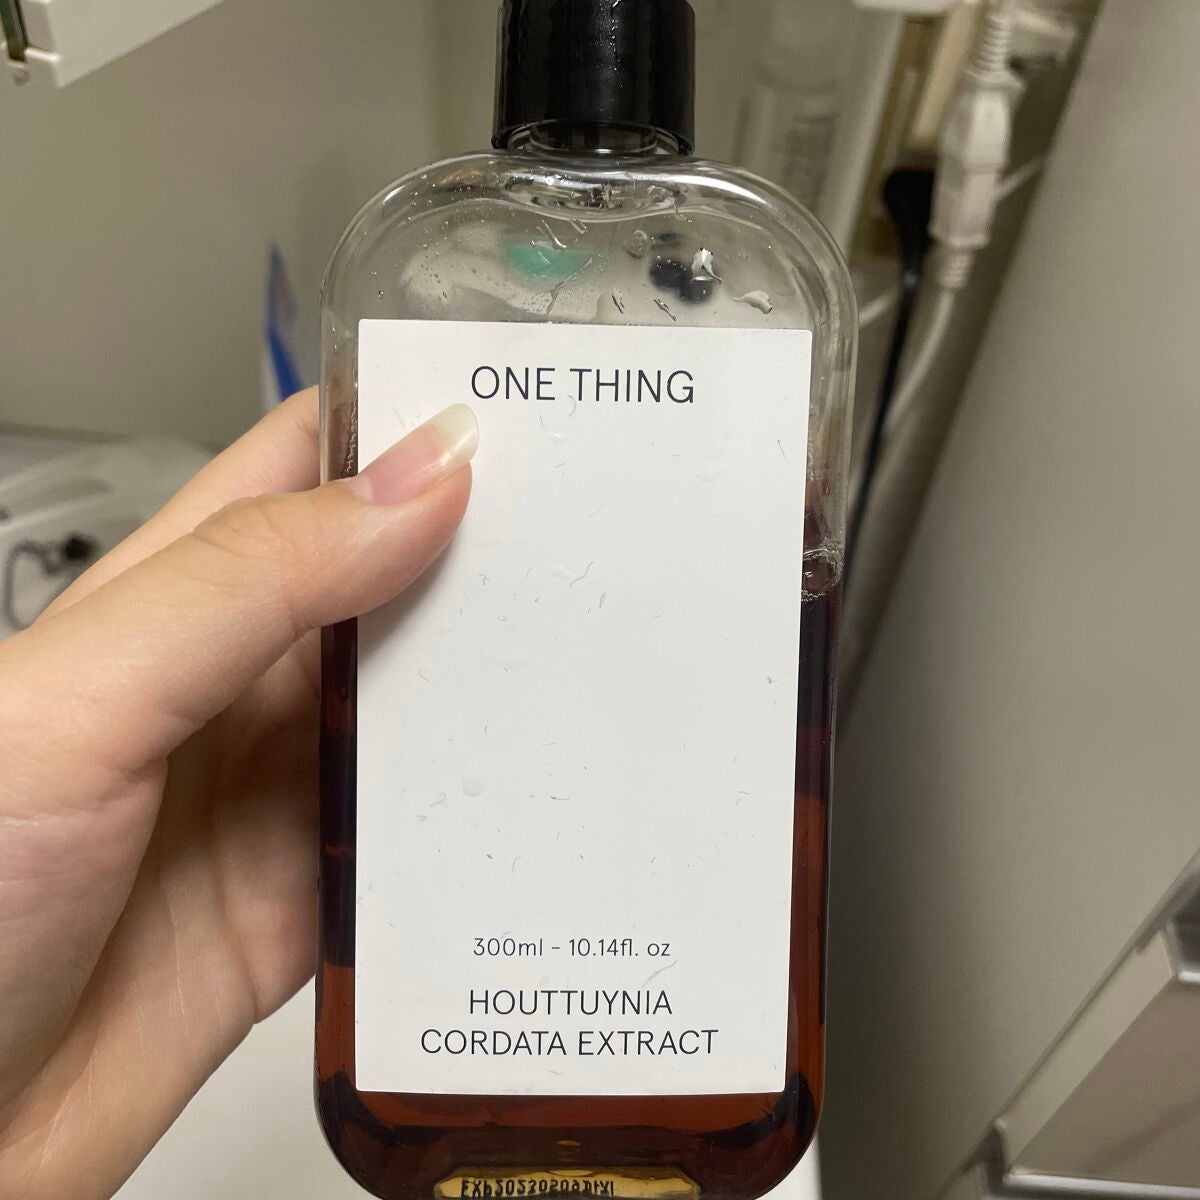 ONE THING
300ml - 10.14fl. oz
HOUTTUYNIA
CORDATA EXTRACT